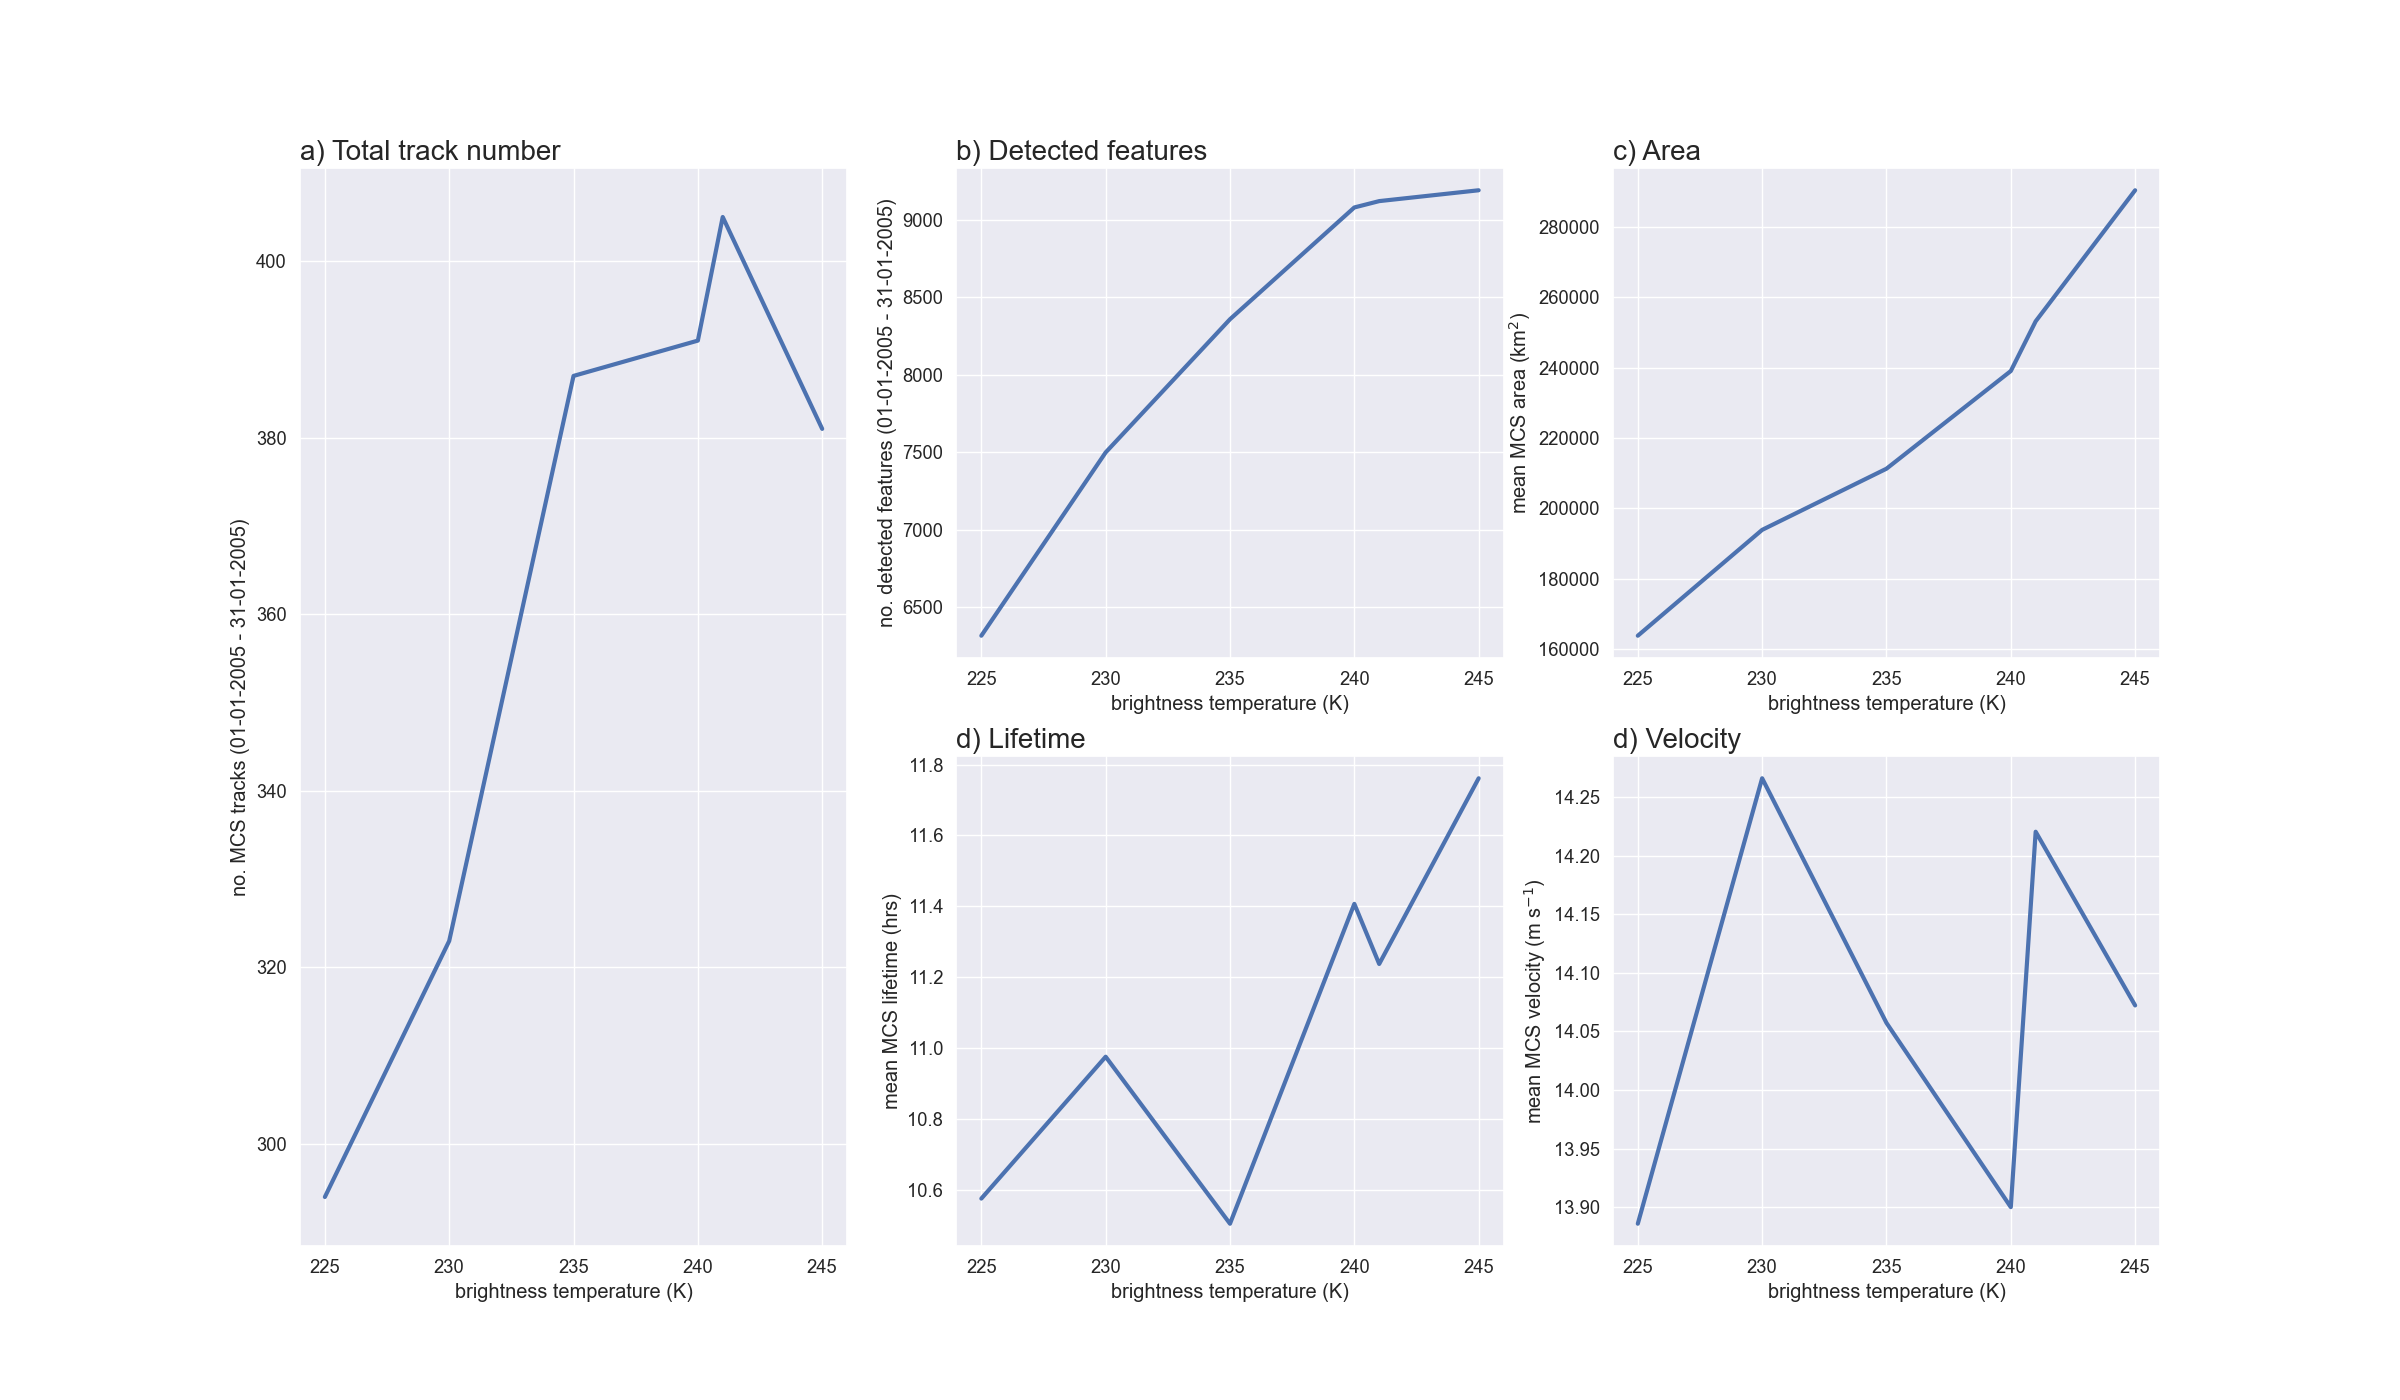 a) Total track number
no. MCS tracks (01-01-2005 - 31-01-2005)
400
380
360
340
320
300
225 230 235 240 245
brightness temperature (K)
b) Detected features
no. detected features (01-01-2005 - 31-01-2005)
9000
8500
8000
7500
7000
6500
225 230 235 240 245
brightness temperature (K)
c) Area
mean MCS area (km²)
280000
260000
240000
220000
200000
180000
160000
225 230 235 240 245
brightness temperature (K)
d) Lifetime
mean MCS lifetime (hrs)
11.8
11.6
11.4
11.2
11.0
10.8
10.6
225 230 235 240 245
brightness temperature (K)
d) Velocity
mean MCS velocity (m s⁻¹)
14.25
14.20
14.15
14.10
14.05
14.00
13.95
13.90
225 230 235 240 245
brightness temperature (K)